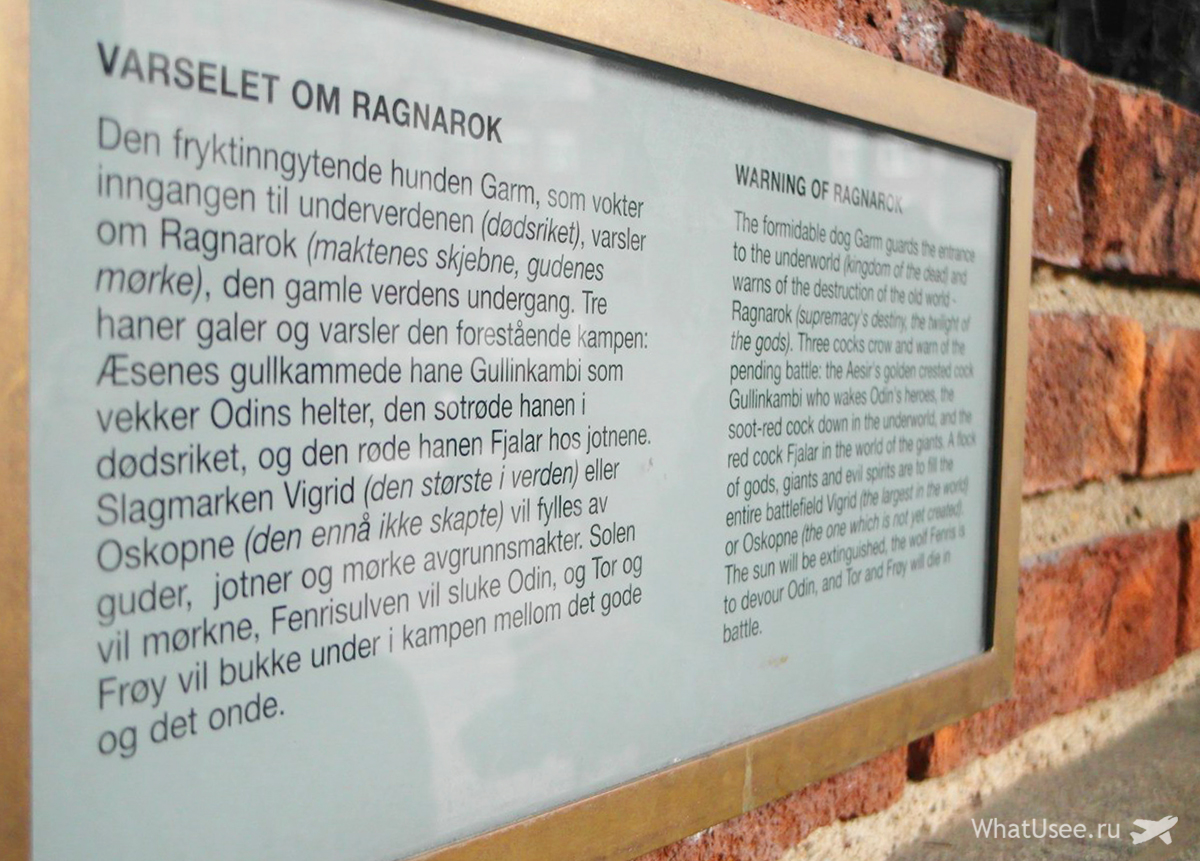 VARSELET OM RAGNAROK
Den fryktinngytende hunden Garm, som vokter
inngangen til underverdenen (dødsriket), varsler
om Ragnarok (maktenes skjebne, gudenes
mørke), den gamle verdens undergang. Tre
haner galer og varsler den forestående kampen:
Æsenes gullkammede hane Gullinkambi som
vekker Odins helter, den sotrøde hanen i
dødsriket, og den røde hanen Fjalar hos jotnene.
Slagmarken Vigrid (den største i verden) eller
Oskopne (den ennå ikke skapte) vil fylles av
guder, jotner og mørke avgrunnsmakter. Solen
vil mørkne, Fenrisulven vil sluke Odin, og Tor og
Frøy vil bukke under i kampen mellom det gode
og det onde.
WARNING OF RAGNAROK
The formidable dog Garm guards the entrance
to the underworld (kingdom of the dead) and
warns of the destruction of the old world -
Ragnarok (supremacy's destiny, the twilight of
the gods). Three cocks crow and warn of the
pending battle: the Aesir's golden crested cock
Gullinkambi who wakes Odin's heroes, the
soot-red cock down in the underworld, and the
red cock Fjalar in the world of the giants. A flock
of gods, giants and evil spirits are to fill the
entire battlefield Vigrid (the largest in the world)
or Oskopne (the one which is not yet created).
The sun will be extinguished, the wolf Fenris is
to devour Odin, and Tor and Frøy will die in
battle.
WhatUsee.ru